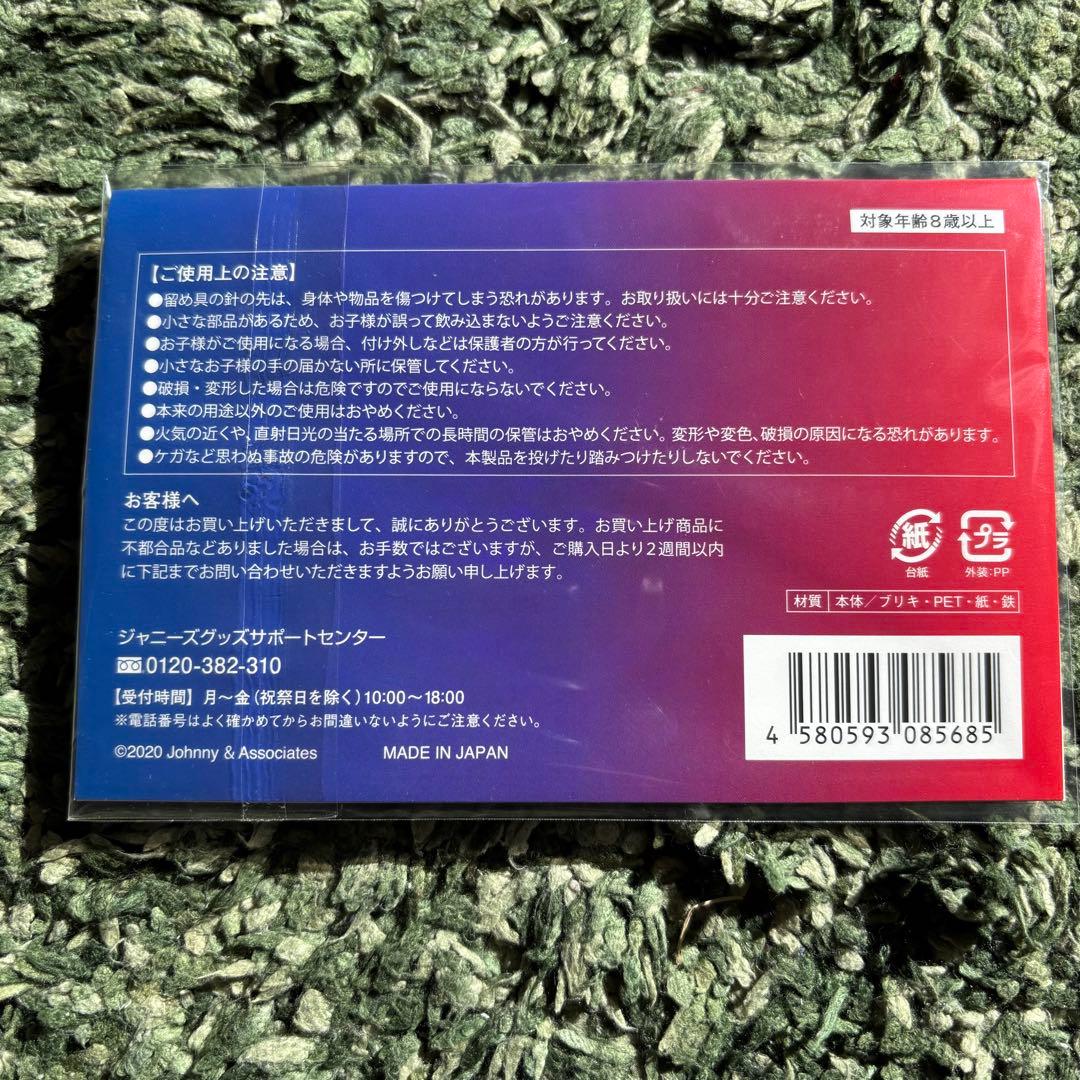 対象年齢8歳以上
【ご使用上の注意】
●留め具の針の先は、身体や物品を傷つけてしまう恐れがあります。お取り扱いには十分ご注意ください。
●小さな部品があるため、お子様が誤って飲み込まないようご注意ください。
●お子様がご使用になる場合、付け外しなどは保護者の方が行ってください。
●小さなお子様の手の届かない所に保管してください。
●破損・変形した場合は危険ですのでご使用にならないでください。
●本来の用途以外のご使用はおやめください。
●火気の近くや、直射日光の当たる場所での長時間の保管はおやめください。変形や変色、破損の原因になる恐れがあります。
●ケガなど思わぬ事故の危険がありますので、本製品を投げたり踏みつけたりしないでください。
お客様へ
この度はお買い上げいただきまして、誠にありがとうございます。お買い上げ商品に
不都合品などありました場合は、お手数ではございますが、ご購入日より2週間以内
に下記までお問い合わせいただきますようお願い申し上げます。
紙
プラ
台紙
外装:PP
材質 本体/ブリキ・PET・紙・鉄
ジャニーズグッズサポートセンター
0120-382-310
【受付時間】月〜金(祝祭日を除く)10:00〜18:00
※電話番号はよく確かめてからお間違いないようにご注意ください。
©2020 Johnny & Associates MADE IN JAPAN
4 580593 085685